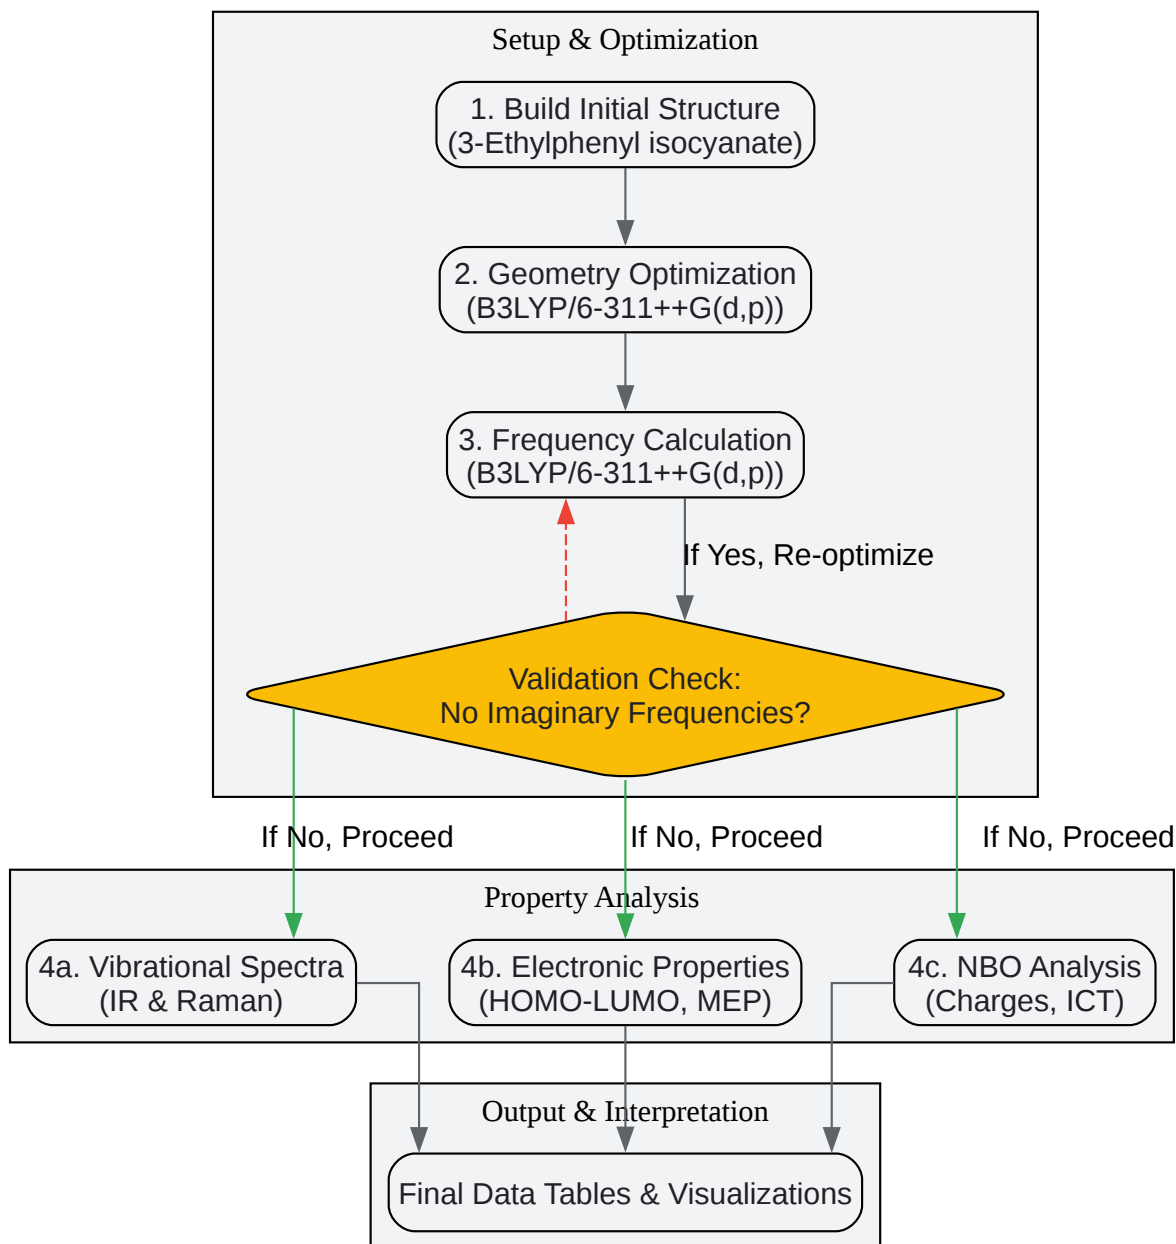 Setup & Optimization
1. Build Initial Structure
(3-Ethylphenyl isocyanate)
2. Geometry Optimization
(B3LYP/6-311++G(d,p))
3. Frequency Calculation
(B3LYP/6-311++G(d,p))
If Yes, Re-optimize
Validation Check:
No Imaginary Frequencies?
If No, Proceed
If No, Proceed
If No, Proceed
Property Analysis
4a. Vibrational Spectra
(IR & Raman)
4b. Electronic Properties
(HOMO-LUMO, MEP)
4c. NBO Analysis
(Charges, ICT)
Output & Interpretation
Final Data Tables & Visualizations